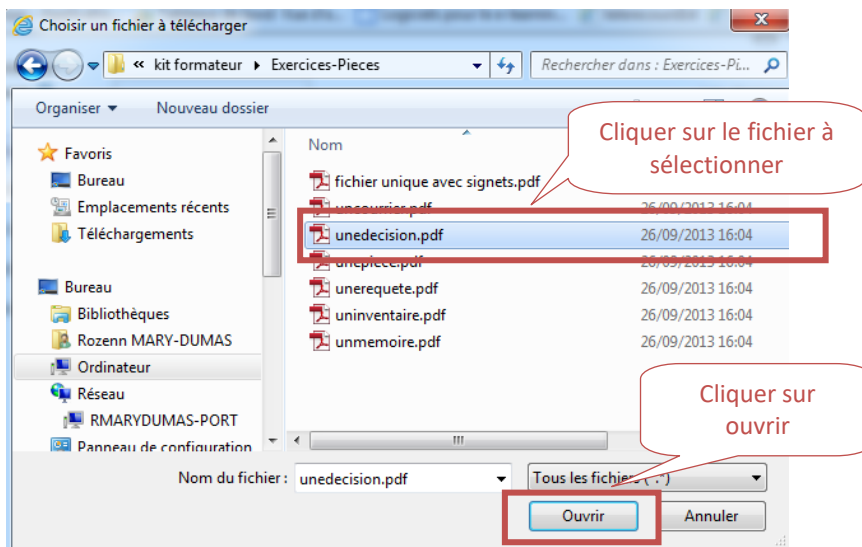 Choisir un fichier à télécharger
« kit formateur ▸ Exercices-Pieces
Rechercher dans : Exercices-Pi...
Organiser
Nouveau dossier
Cliquer sur le fichier à
sélectionner
Favoris
Bureau
Emplacements récents
Téléchargements
Bureau
Bibliothèques
Rozenn MARY-DUMAS
Ordinateur
Réseau
RMARYDUMAS-PORT
Panneau de configuration
Nom
fichier unique avec signets.pdf
uncourrier.pdf 26/09/2013 16:04
unedecision.pdf 26/09/2013 16:04
unepiece.pdf 26/09/2013 16:04
unerequete.pdf 26/09/2013 16:04
uninventaire.pdf 26/09/2013 16:04
unmemoire.pdf 26/09/2013 16:04
Cliquer sur
ouvrir
Nom du fichier : unedecision.pdf
Tous les fichiers (*.*)
Ouvrir
Annuler